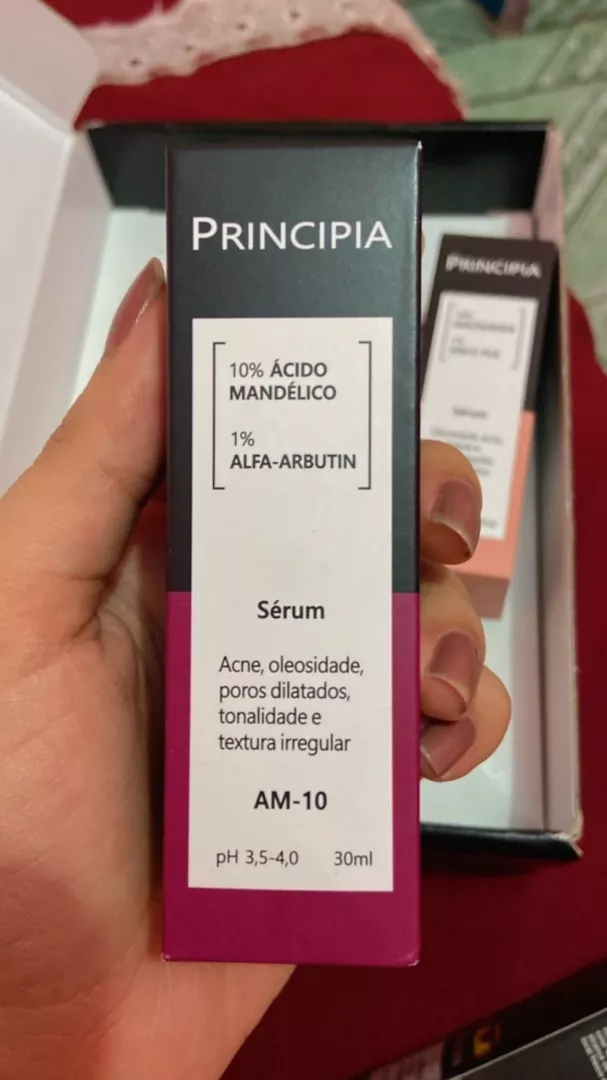 PRINCIPIA
10% ÁCIDO
MANDÉLICO
1%
ALFA-ARBUTIN
Sérum
Acne, oleosidade,
poros dilatados,
tonalidade e
textura irregular
AM-10
pH 3,5-4,0 30ml
PRINCIPIA
Sérum